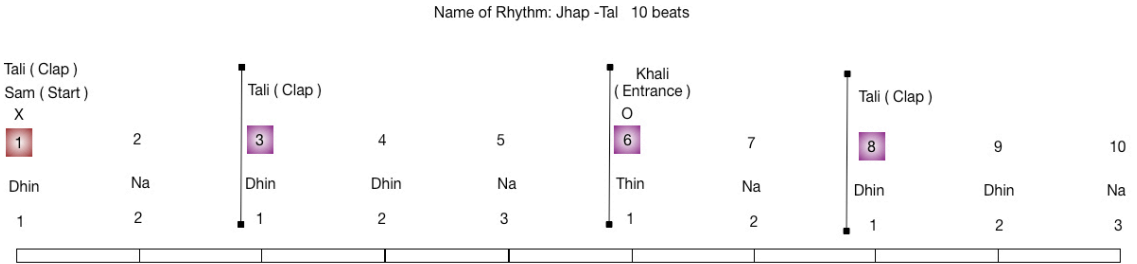 Name of Rhythm: Jhap -Tal 10 beats
Tali ( Clap )
Sam ( Start )
X
Tali ( Clap )
Khali
( Entrance )
O
Tali ( Clap )
1 2 3 4 5 6 7 8 9 10
Dhin Na Dhin Dhin Na Thin Na Dhin Dhin Na
1 2 1 2 3 1 2 1 2 3